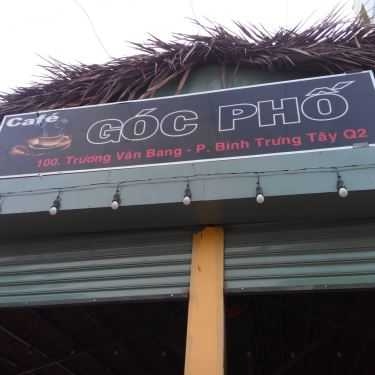 Café
GÓC PHỐ
100. Trương Văn Bang - P. Bình Trưng Tây Q2